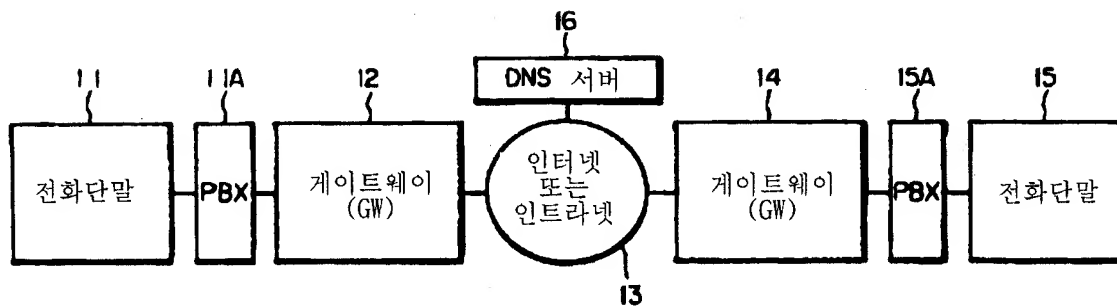 16
DNS 서버
11
11A
12
14
15A
15
전화단말
PBX
게이트웨이
(GW)
인터넷
또는
인트라넷
게이트웨이
(GW)
PBX
전화단말
13